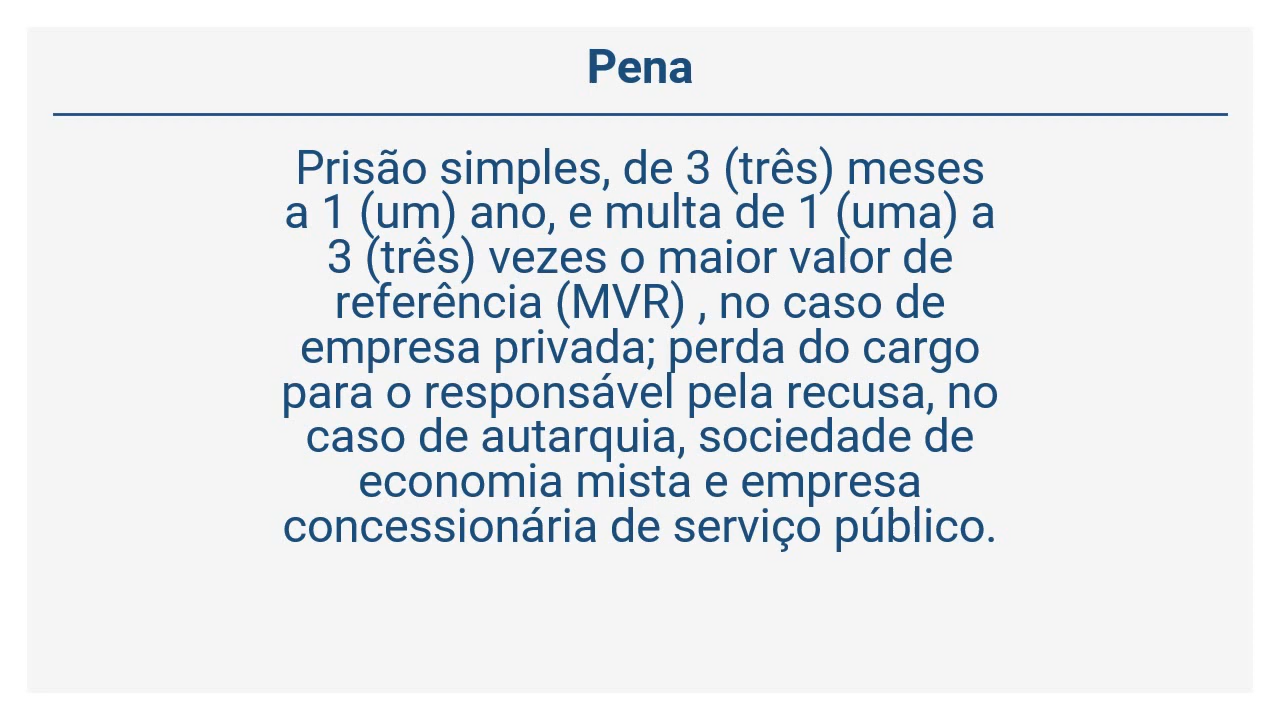 Pena
Prisão simples, de 3 (três) meses
a 1 (um) ano, e multa de 1 (uma) a
3 (três) vezes o maior valor de
referência (MVR) , no caso de
empresa privada; perda do cargo
para o responsável pela recusa, no
caso de autarquia, sociedade de
economia mista e empresa
concessionária de serviço público.